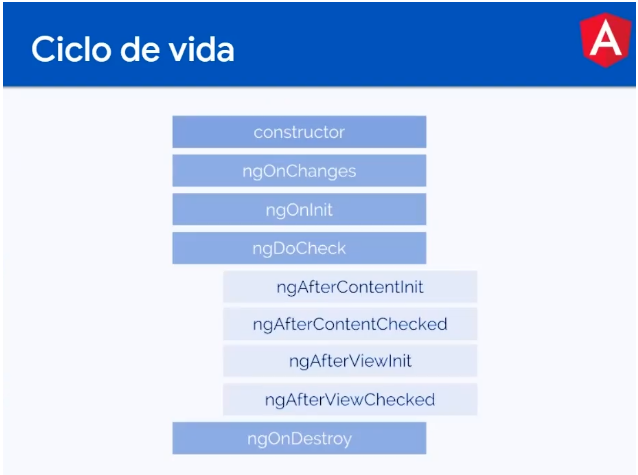 Ciclo de vida
A
constructor
ngOnChanges
ngOnInit
ngDoCheck
ngAfterContentInit
ngAfterContentChecked
ngAfterViewInit
ngAfterViewChecked
ngOnDestroy